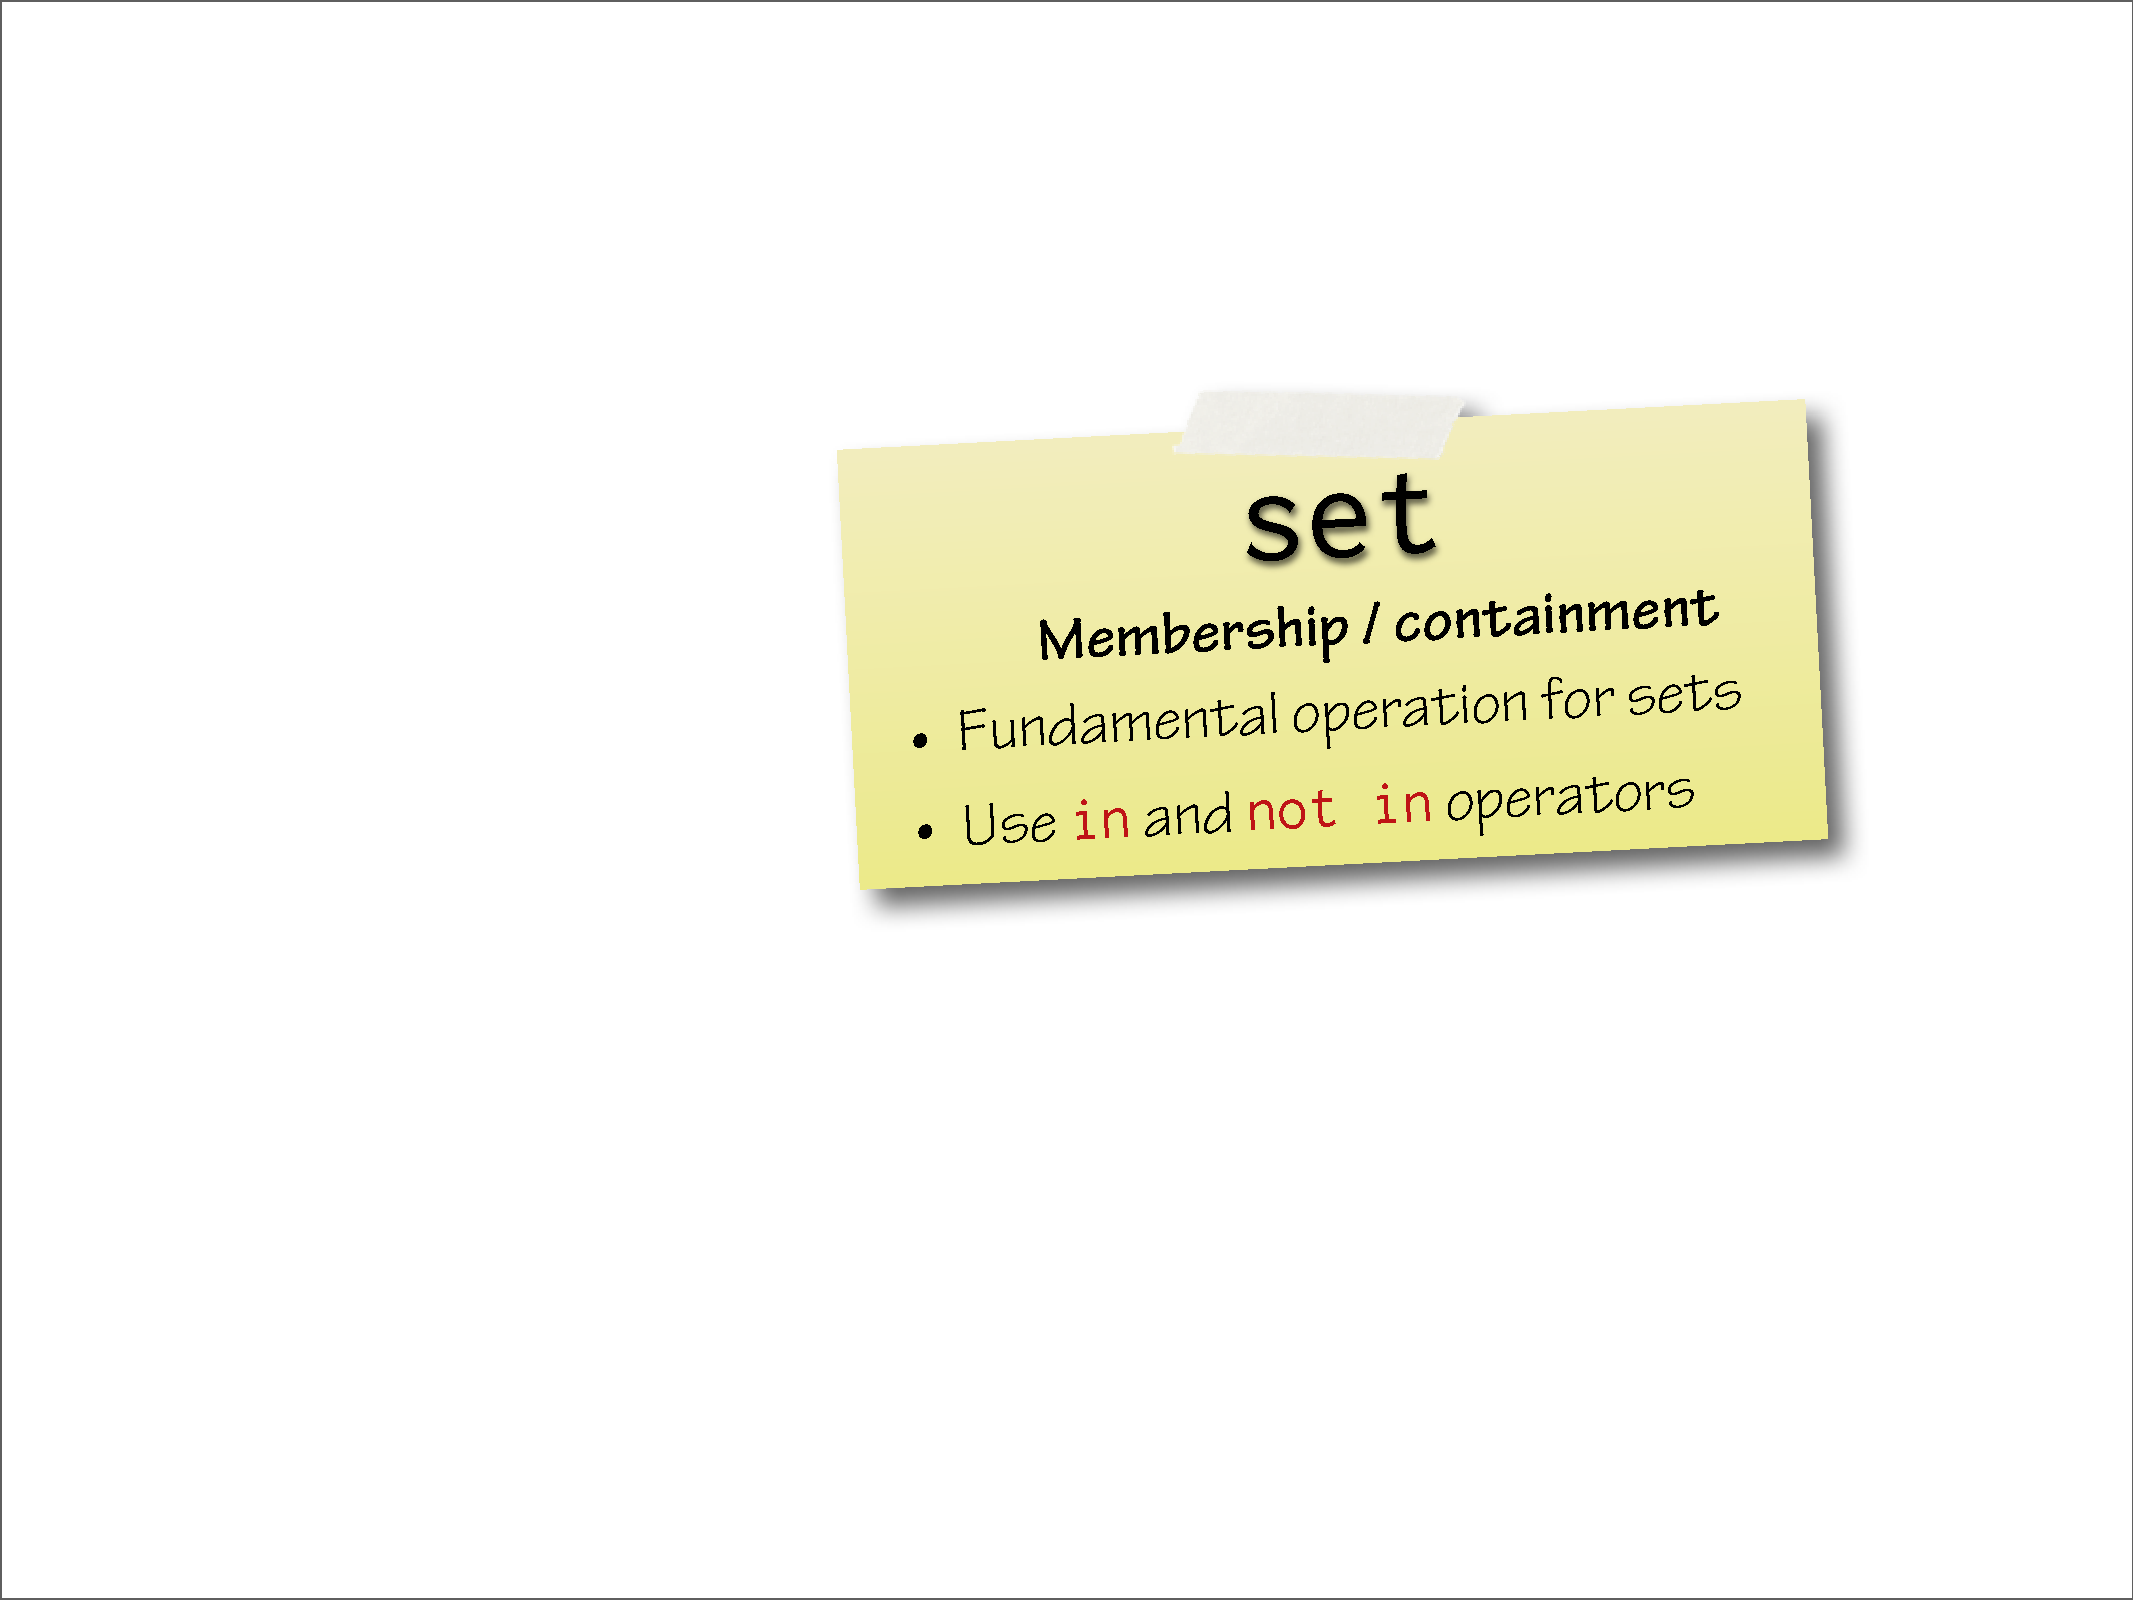 set
Membership / containment
• Fundamental operation for sets
• Use in and not in operators